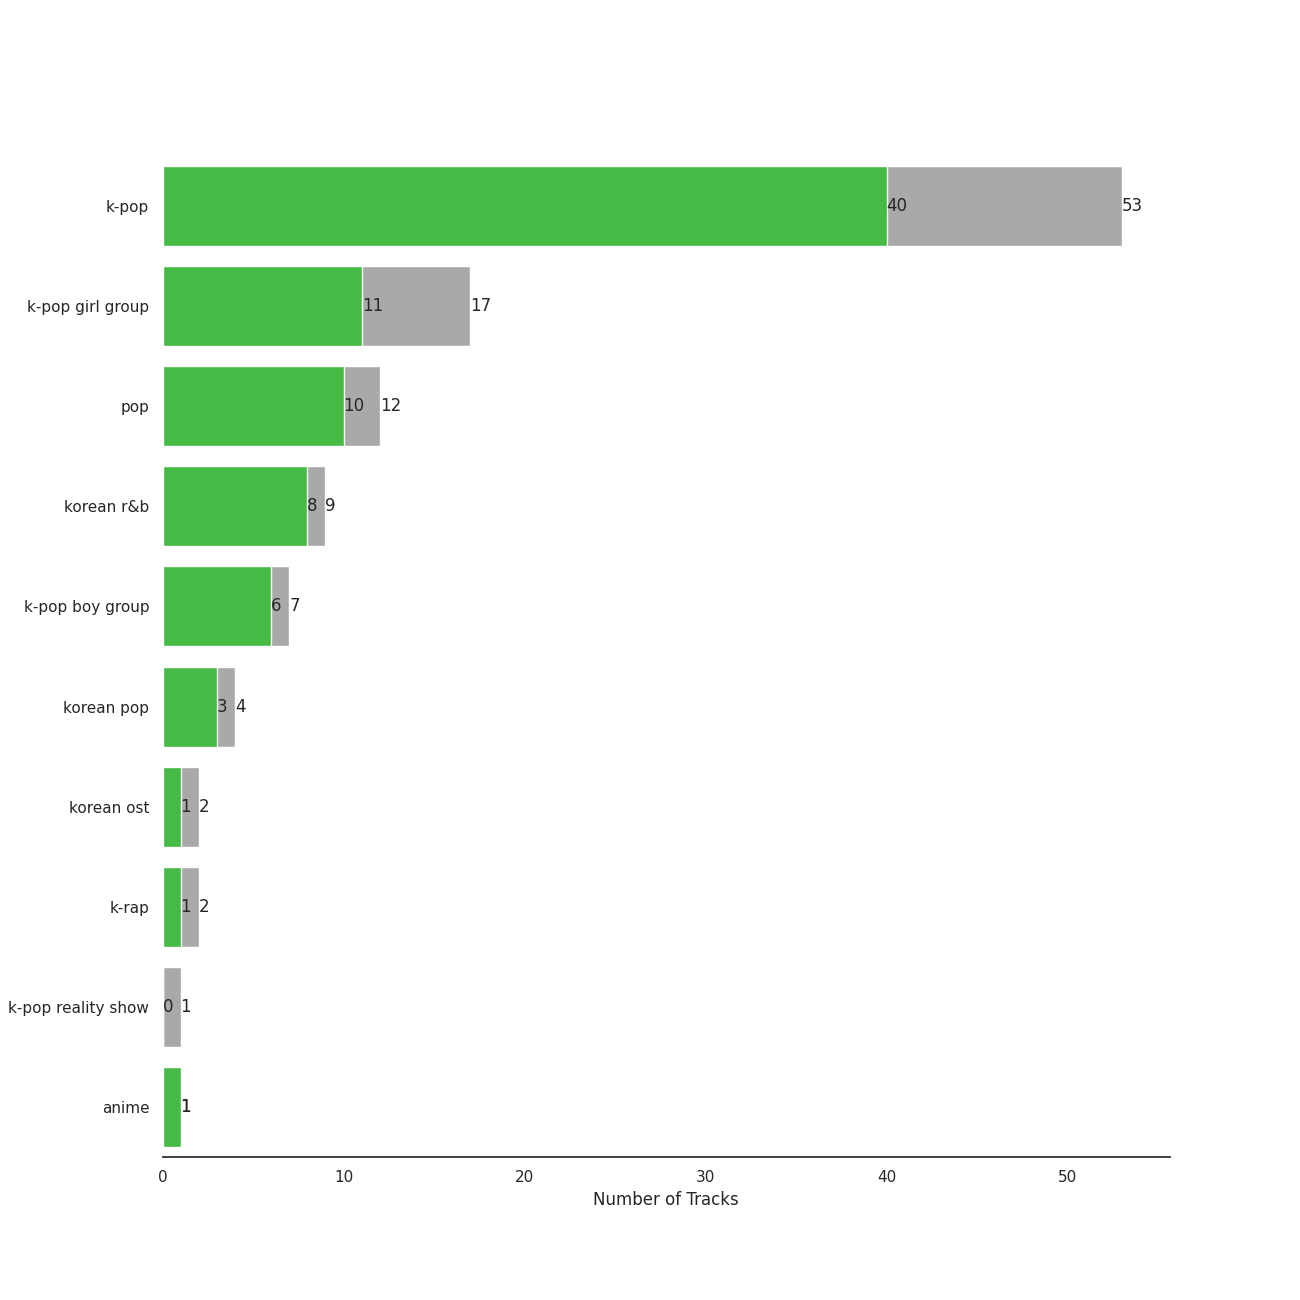 k-pop 40 53
k-pop girl group 11 17
pop 10 12
korean r&b 8 9
k-pop boy group 6 7
korean pop 3 4
korean ost 1 2
k-rap 1 2
k-pop reality show 0 1
anime 1
0 10 20 30 40 50
Number of Tracks